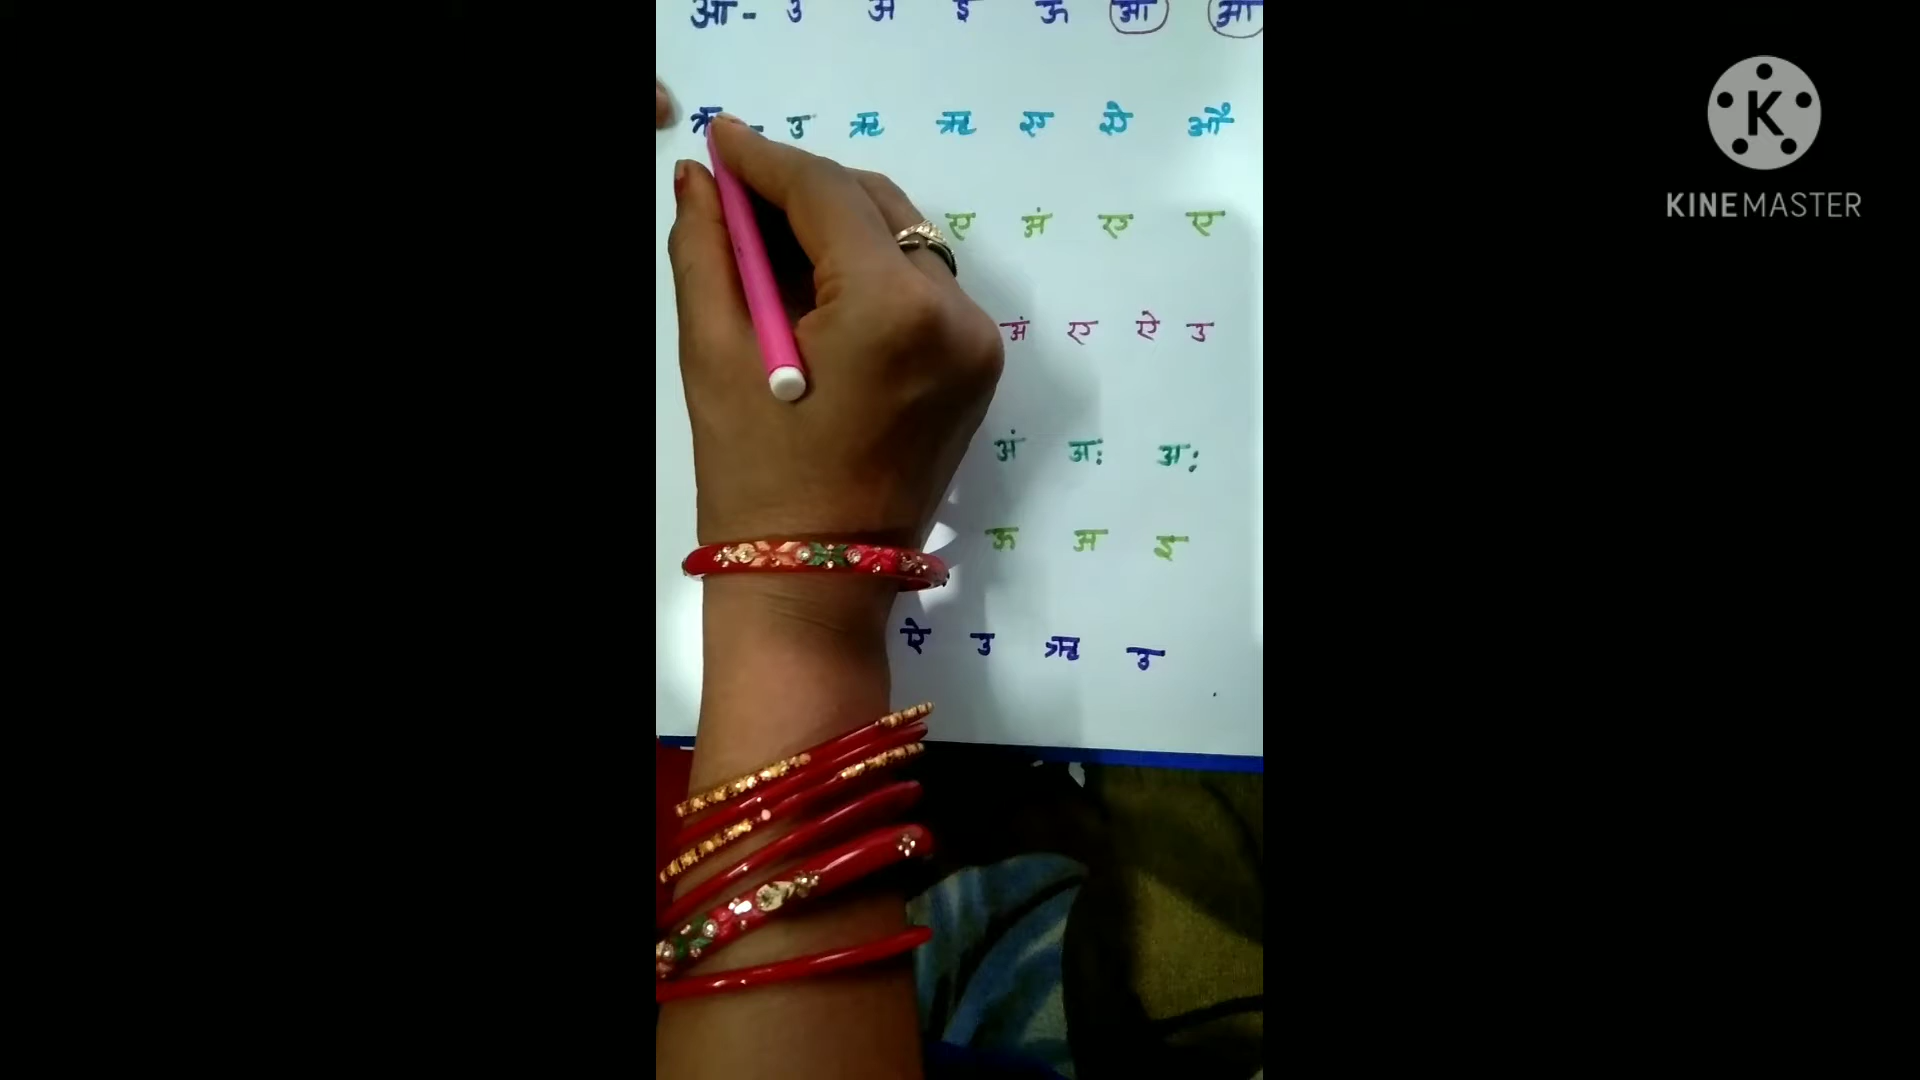 आ - उ अ इ ऊ आ आ
ऋ - उ ऋ ऋ ए ऐ औ
ए अं ए ए
अं ए ऐ उ
अं अः अः
ऊ अ इ
ऐ उ ऋ उ
K
KINEMASTER